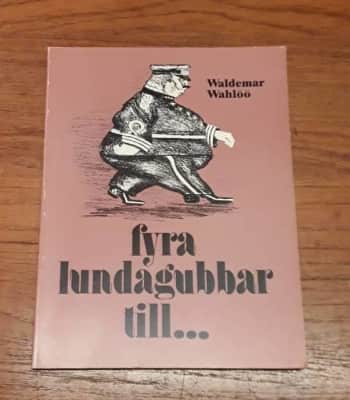 Waldemar
Wahlöö
fyra
lundagubbar
till...